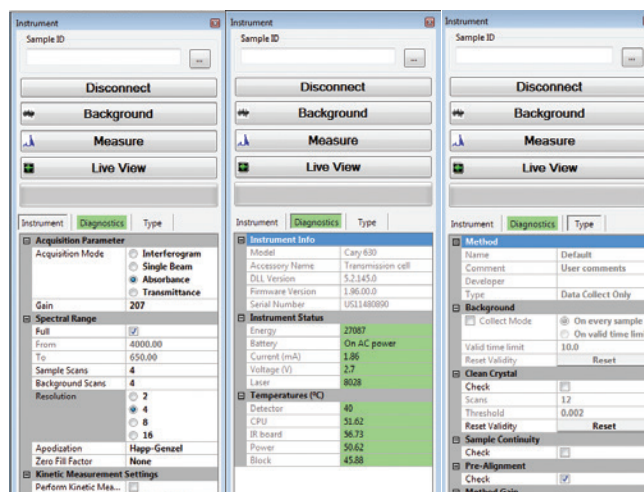 Instrument
Sample ID
...
Disconnect
Background
Measure
Live View
Instrument Diagnostics Type
Acquisition Parameter
Acquisition Mode Interferogram
Single Beam
Absorbance
Transmittance
Gain 207
Spectral Range
Full
From 4000.00
To 650.00
Sample Scans 4
Background Scans 4
Resolution 2
4
8
16
Apodization Happ-Genzel
Zero Fill Factor None
Kinetic Measurement Settings
Perform Kinetic Mea...
Instrument
Sample ID
...
Disconnect
Background
Measure
Live View
Instrument Diagnostics Type
Instrument Info
Model Cary 630
Accessory Name Transmission cell
DLL Version 5.2.145.0
Firmware Version 1.96.00.0
Serial Number US11480890
Instrument Status
Energy 27087
Battery On AC power
Current (mA) 1.86
Voltage (V) 2.7
Laser 8028
Temperatures (ºC)
Detector 40
CPU 51.62
IR board 56.73
Power 50.62
Block 45.88
Instrument
Sample ID
...
Disconnect
Background
Measure
Live View
Instrument Diagnostics Type
Method
Name Default
Comment User comments
Developer
Type Data Collect Only
Background
Collect Mode On every sample
On valid time limi
Valid time limit 10.0
Reset Validity Reset
Clean Crystal
Check
Scans 12
Threshold 0.002
Reset Validity Reset
Sample Continuity
Check
Pre-Alignment
Check
Method Gain